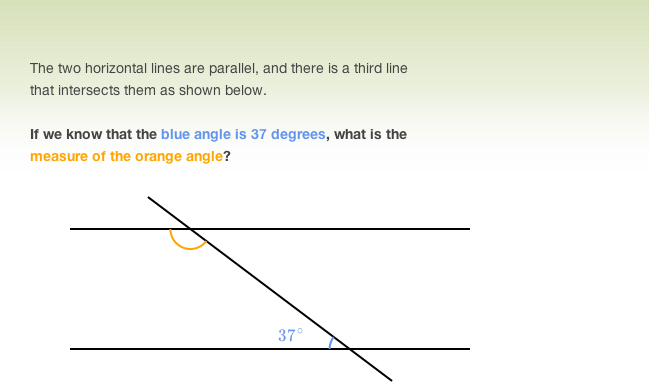 The two horizontal lines are parallel, and there is a third line
that intersects them as shown below.
If we know that the blue angle is 37 degrees, what is the
measure of the orange angle?
37°